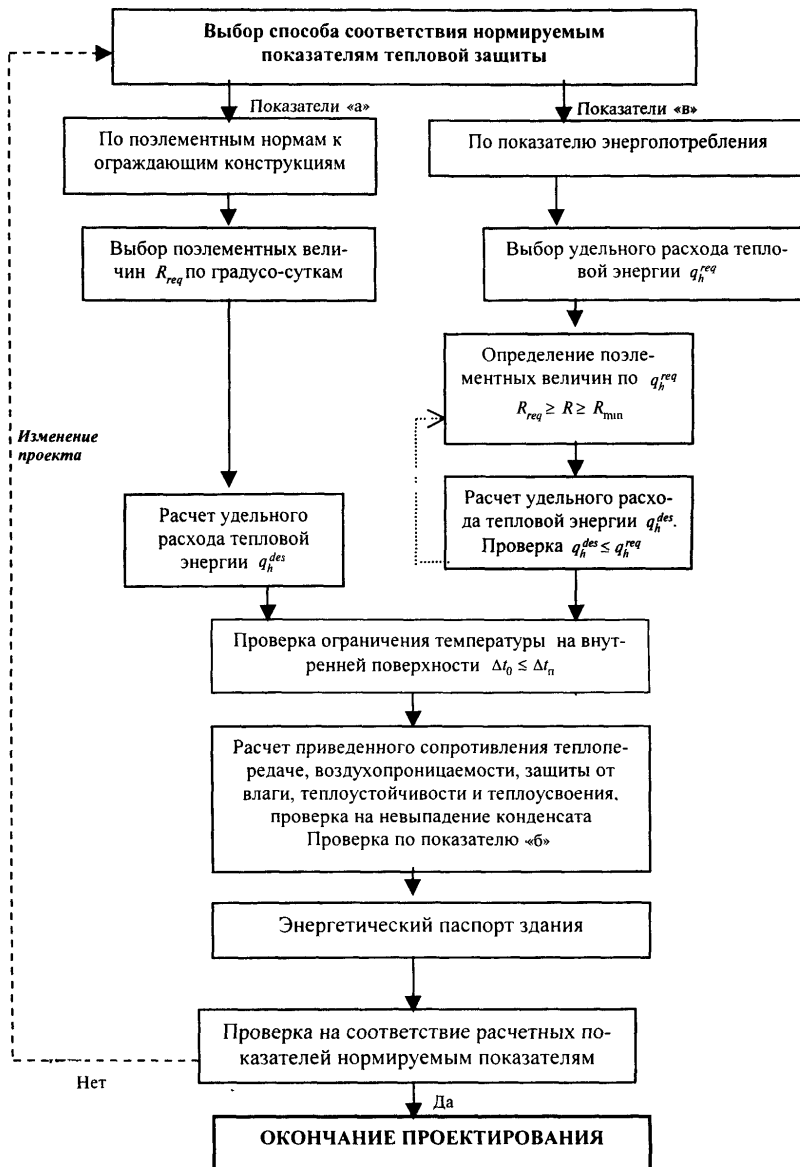 Выбор способа соответствия нормируемым
показателям тепловой защиты
Показатели «а»
Показатели «в»
По поэлементным нормам к
ограждающим конструкциям
По показателю энергопотребления
Выбор поэлементных вели-
чин R_req по градусо-суткам
Выбор удельного расхода тепло-
вой энергии q_h^req
Определение поэле-
ментных величин по q_h^req
R_req ≥ R ≥ R_min
Изменение
проекта
Расчет удельного
расхода тепловой
энергии q_h^des
Расчет удельного расхо-
да тепловой энергии q_h^des.
Проверка q_h^des ≤ q_h^req
Проверка ограничения температуры на внут-
ренней поверхности Δt_0 ≤ Δt_п
Расчет приведенного сопротивления теплопе-
редаче, воздухопроницаемости, защиты от
влаги, теплоустойчивости и теплоусвоения,
проверка на невыпадение конденсата
Проверка по показателю «б»
Энергетический паспорт здания
Проверка на соответствие расчетных по-
казателей нормируемым показателям
Нет
Да
ОКОНЧАНИЕ ПРОЕКТИРОВАНИЯ